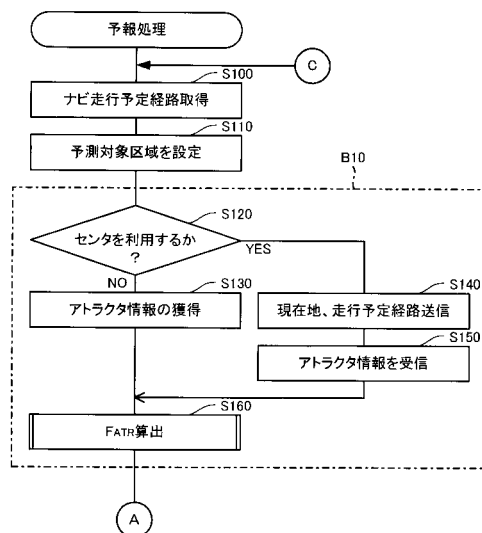 予報処理
C
S100
ナビ走行予定経路取得
S110
予測対象区域を設定
B10
S120
センタを利用するか
?
YES
NO
S130
アトラクタ情報の獲得
S140
現在地、走行予定経路送信
S150
アトラクタ情報を受信
S160
FATR算出
A